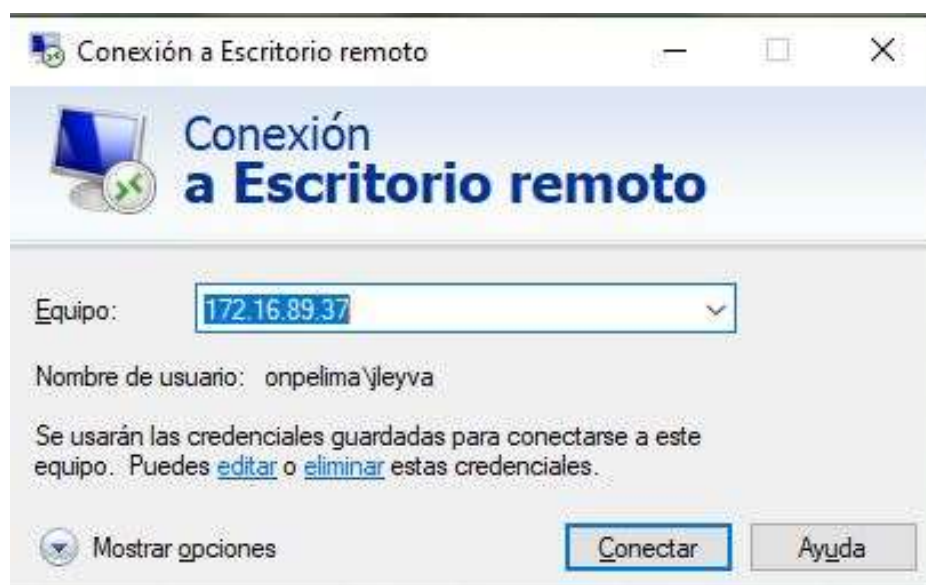 Conexión a Escritorio remoto
Conexión
a Escritorio remoto
Equipo: 172.16.89.37
Nombre de usuario: onpelima\jleyva
Se usarán las credenciales guardadas para conectarse a este
equipo. Puedes editar o eliminar estas credenciales.
Mostrar opciones Conectar Ayuda